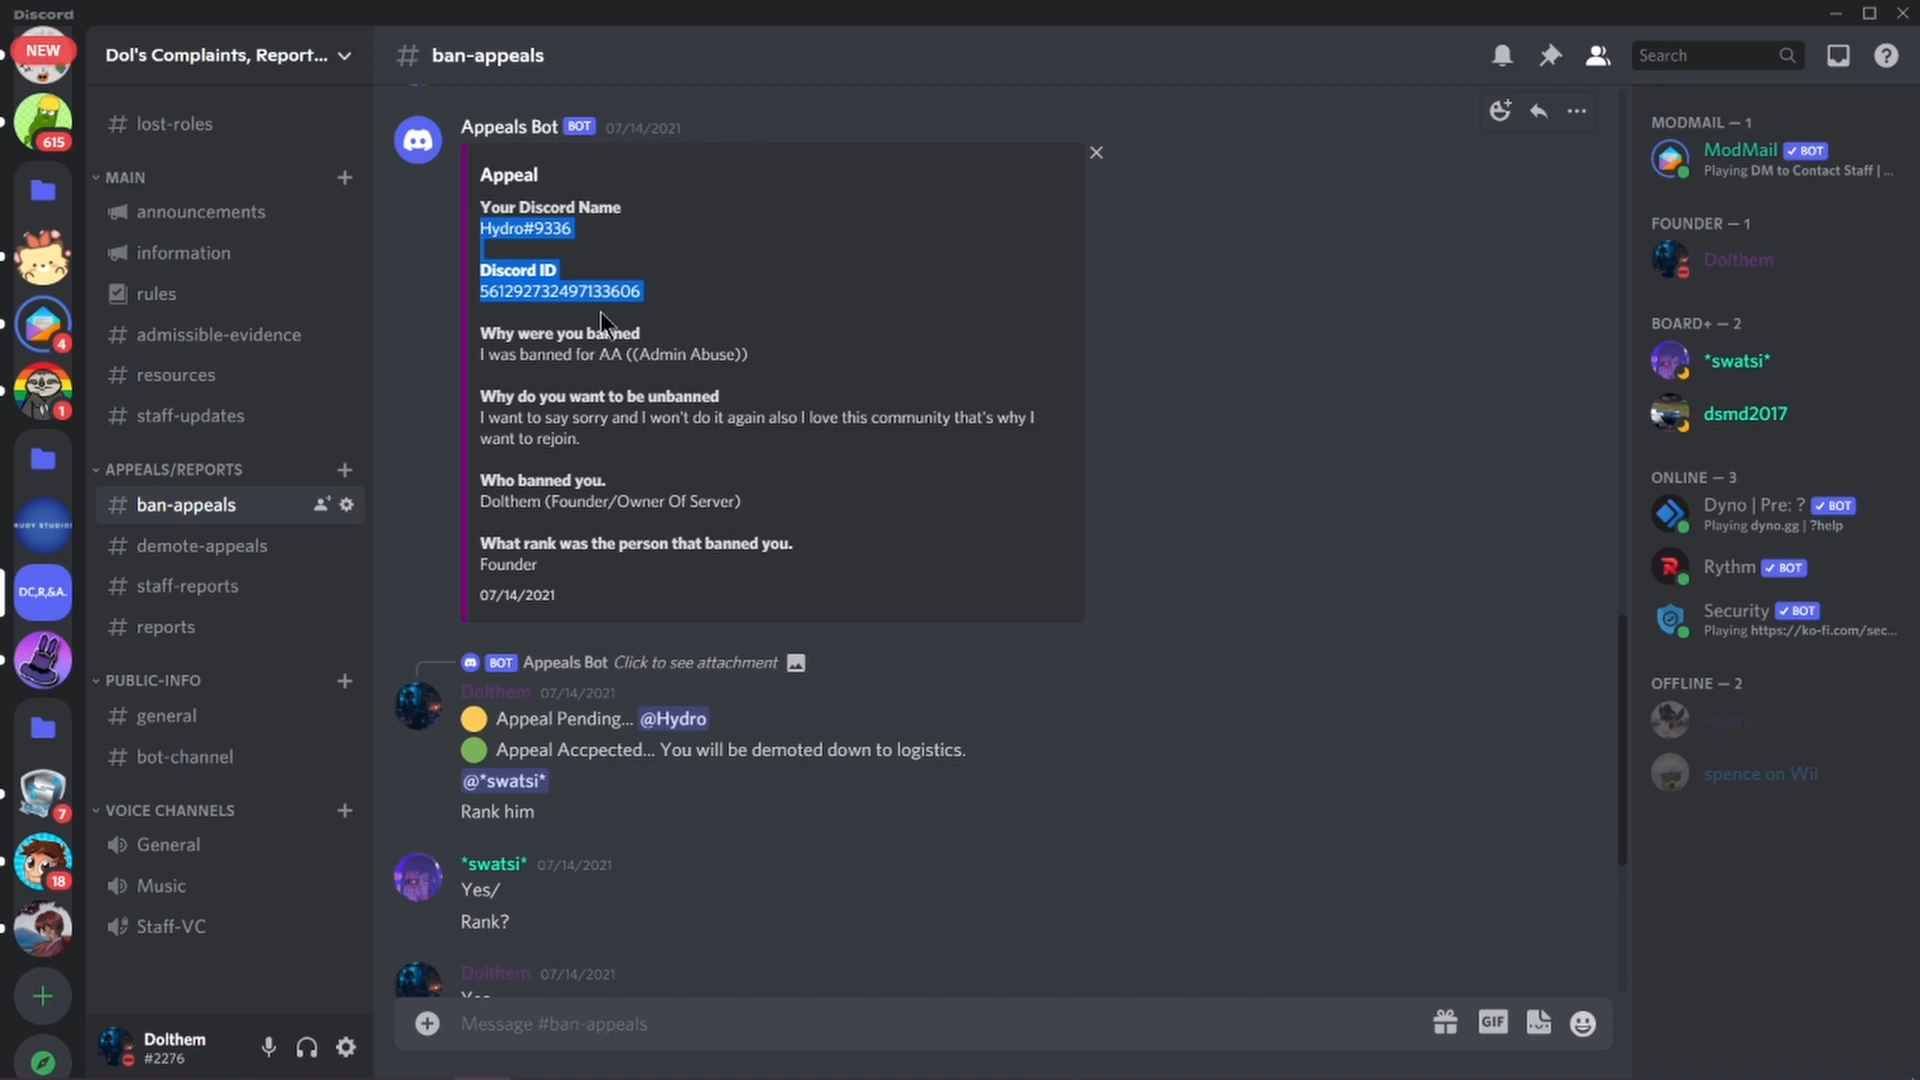 Discord
NEW
615
4
1
RUDY STUDIOS
DC,R,&A.
7
18
Dol's Complaints, Report...
lost-roles
MAIN
announcements
information
rules
admissible-evidence
resources
staff-updates
APPEALS/REPORTS
ban-appeals
demote-appeals
staff-reports
reports
PUBLIC-INFO
general
bot-channel
VOICE CHANNELS
General
Music
Staff-VC
Dolthem
#2276
ban-appeals
Search
Appeals Bot BOT 07/14/2021
Appeal
Your Discord Name
Hydro#9336
Discord ID
561292732497133606
Why were you banned
I was banned for AA ((Admin Abuse))
Why do you want to be unbanned
I want to say sorry and I won't do it again also I love this community that's why I
want to rejoin.
Who banned you.
Dolthem (Founder/Owner Of Server)
What rank was the person that banned you.
Founder
07/14/2021
BOT Appeals Bot Click to see attachment
Dolthem 07/14/2021
Appeal Pending... @Hydro
Appeal Accpected... You will be demoted down to logistics.
@*swatsi*
Rank him
*swatsi* 07/14/2021
Yes/
Rank?
Dolthem 07/14/2021
Yes
Message #ban-appeals
GIF
MODMAIL — 1
ModMail BOT
Playing DM to Contact Staff | ...
FOUNDER — 1
Dolthem
BOARD+ — 2
*swatsi*
dsmd2017
ONLINE — 3
Dyno | Pre: ? BOT
Playing dyno.gg | ?help
Rythm BOT
Security BOT
Playing https://ko-fi.com/sec...
OFFLINE — 2
Hydro
spence on Wii